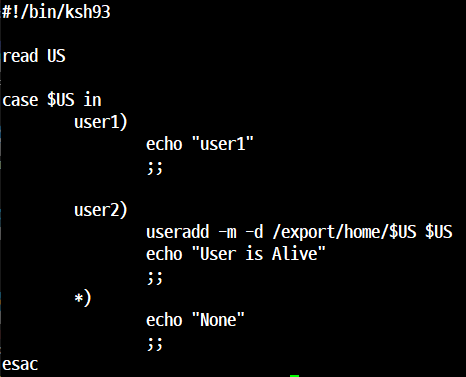 #!/bin/ksh93
read US
case $US in
user1)
echo "user1"
;;
user2)
useradd -m -d /export/home/$US $US
echo "User is Alive"
;;
*)
echo "None"
;;
esac